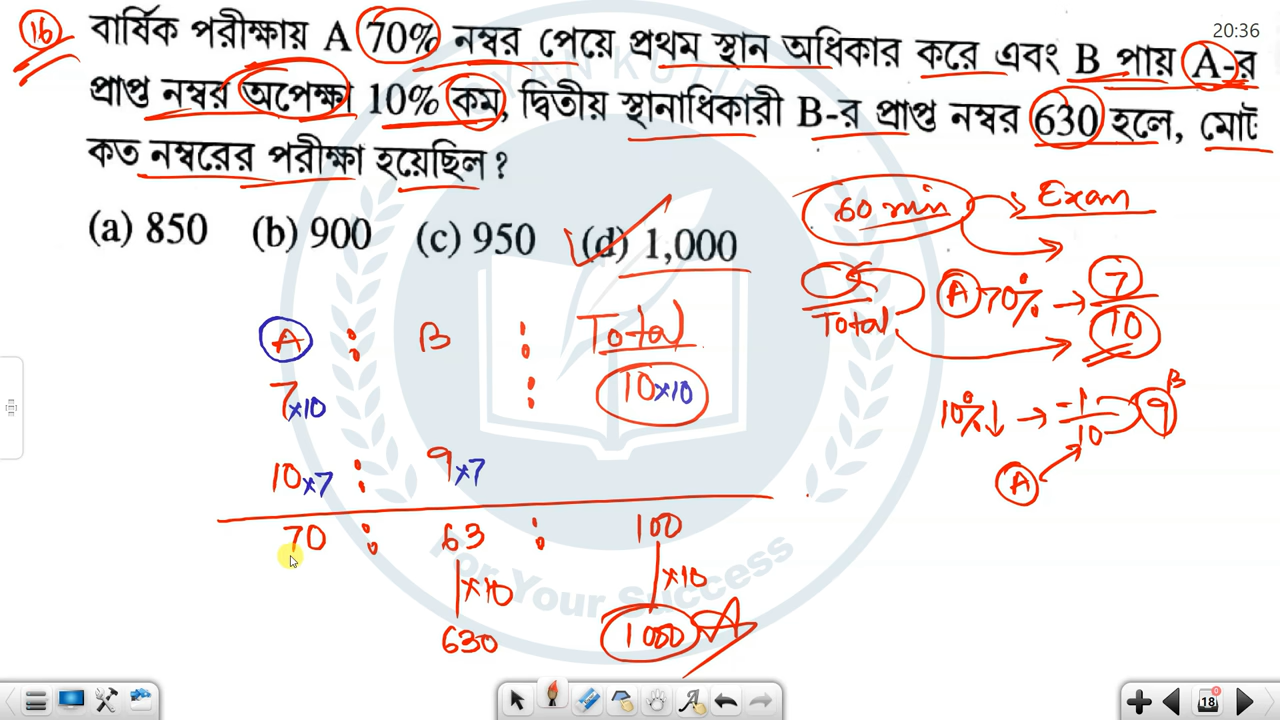 20:36
16 বার্ষিক পরীক্ষায় A 70% নম্বর পেয়ে প্রথম স্থান অধিকার করে এবং B পায় A-র
প্রাপ্ত নম্বর অপেক্ষা 10% কম, দ্বিতীয় স্থানাধিকারী B-র প্রাপ্ত নম্বর 630 হলে, মোট
কত নম্বরের পরীক্ষা হয়েছিল?
(a) 850 (b) 900 (c) 950 (d) 1,000
60 min → Exam
A : B : Total
7×10 : 10×10
10×7 : 9×7
70 : 63 : 100
×10 ×10
630 1000 A
Total
A 70% → 7/10
10%↓ → -1/10 9 B
A
For Your Success
18